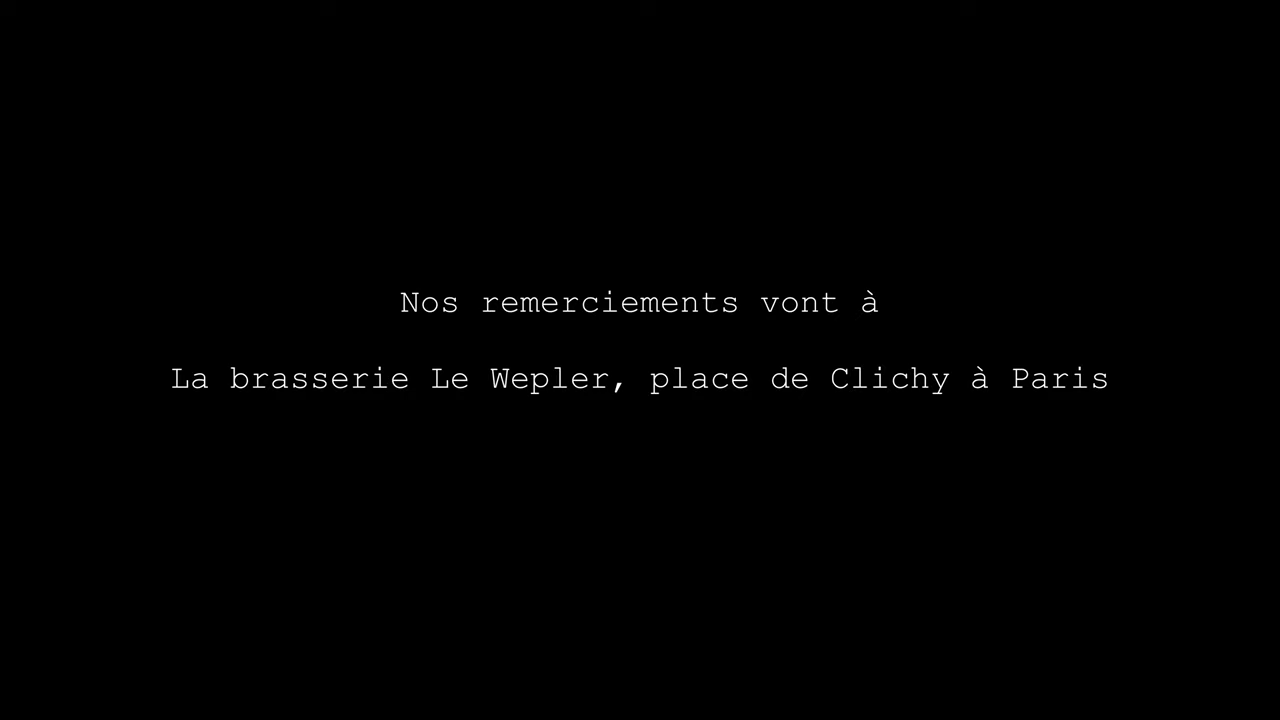 Nos remerciements vont à
La brasserie Le Wepler, place de Clichy à Paris